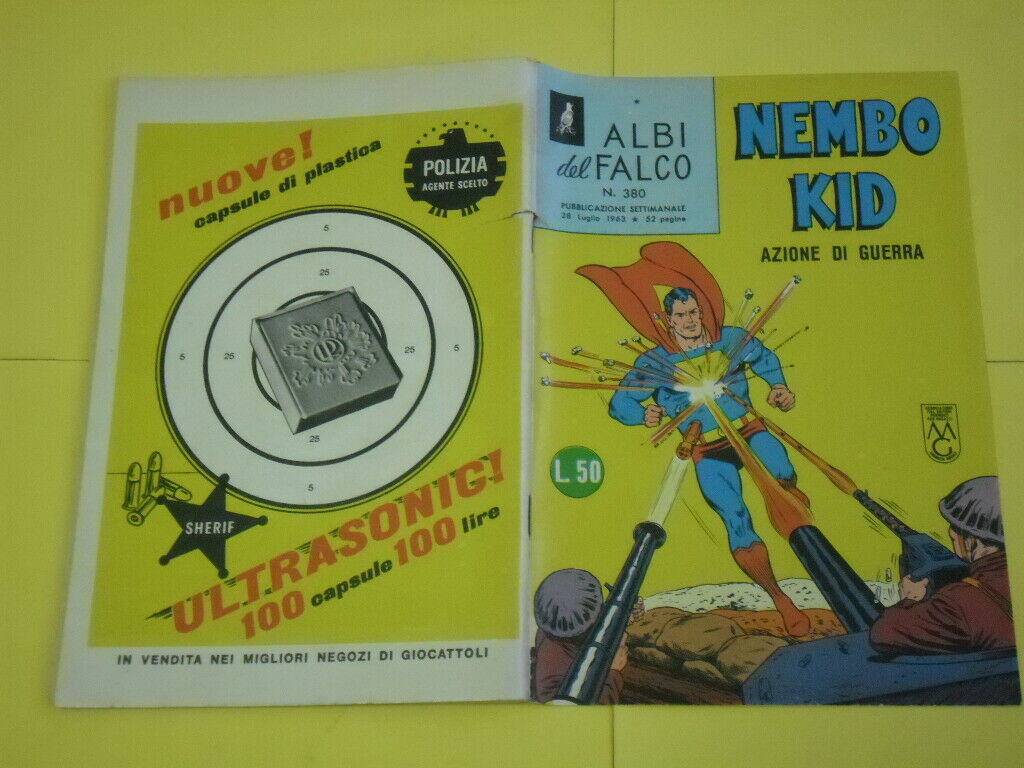 nuove!
capsule di plastica
POLIZIA
AGENTE SCELTO
5
25
5
25
25
5
25
5
SHERIF
ULTRASONIC!
100 capsule 100 lire
IN VENDITA NEI MIGLIORI NEGOZI DI GIOCATTOLI
ALBI
del FALCO
N. 380
PUBBLICAZIONE SETTIMANALE
28 Luglio 1963 ★ 52 pagine
NEMBO
KID
AZIONE DI GUERRA
L. 50
MG